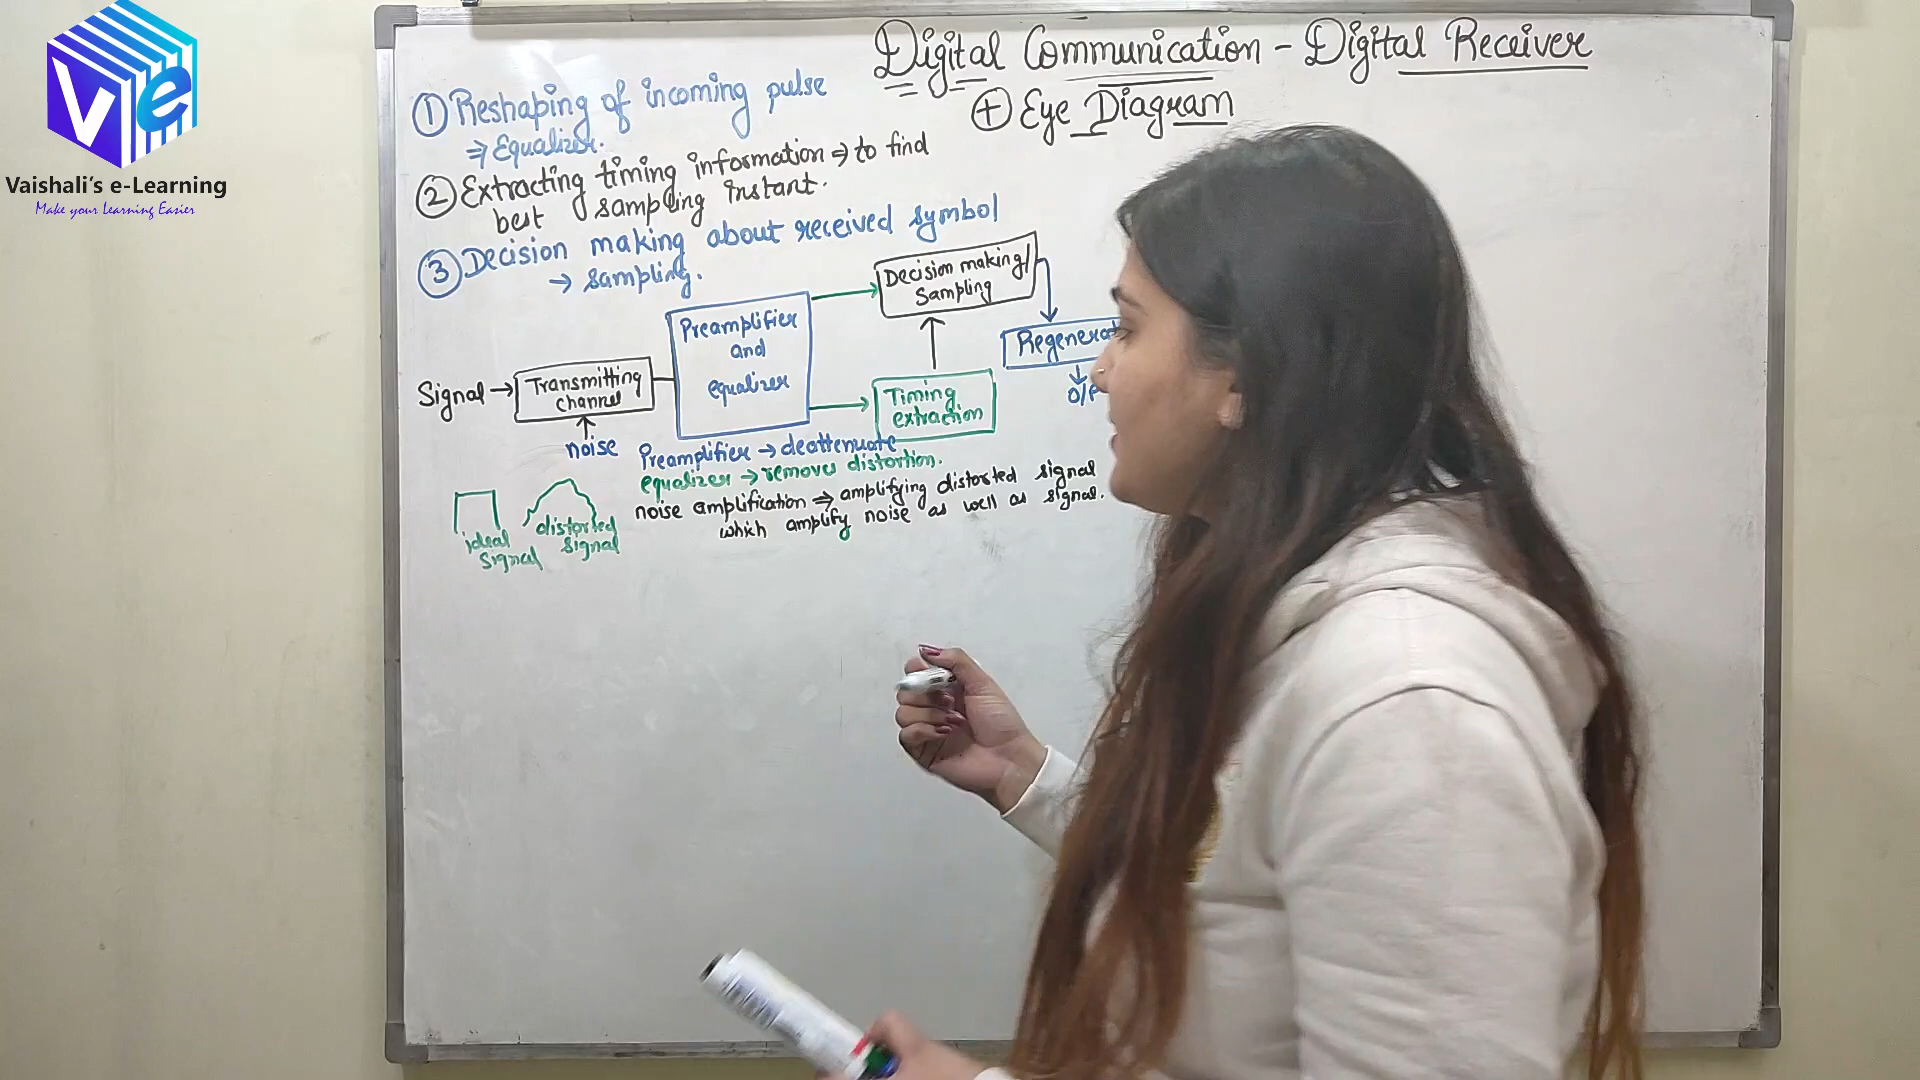 Ve
Vaishali's e-Learning
Make your Learning Easier
Digital Communication - Digital Receiver
+ Eye Diagram
① Reshaping of incoming pulse
⇒ Equalizer.
② Extracting timing information ⇒ to find
best sampling instant.
③ Decision making about received symbol
→ sampling.
Signal →
Transmitting
channel
noise
Preamplifier
and
equalizer
Decision making/
Sampling
Timing
extraction
O/P
Preamplifier → deattenuate
equalizer → removes distortion.
noise amplification ⇒ amplifying distorted signal
which amplify noise as well as signal.
ideal
signal
distorted
signal